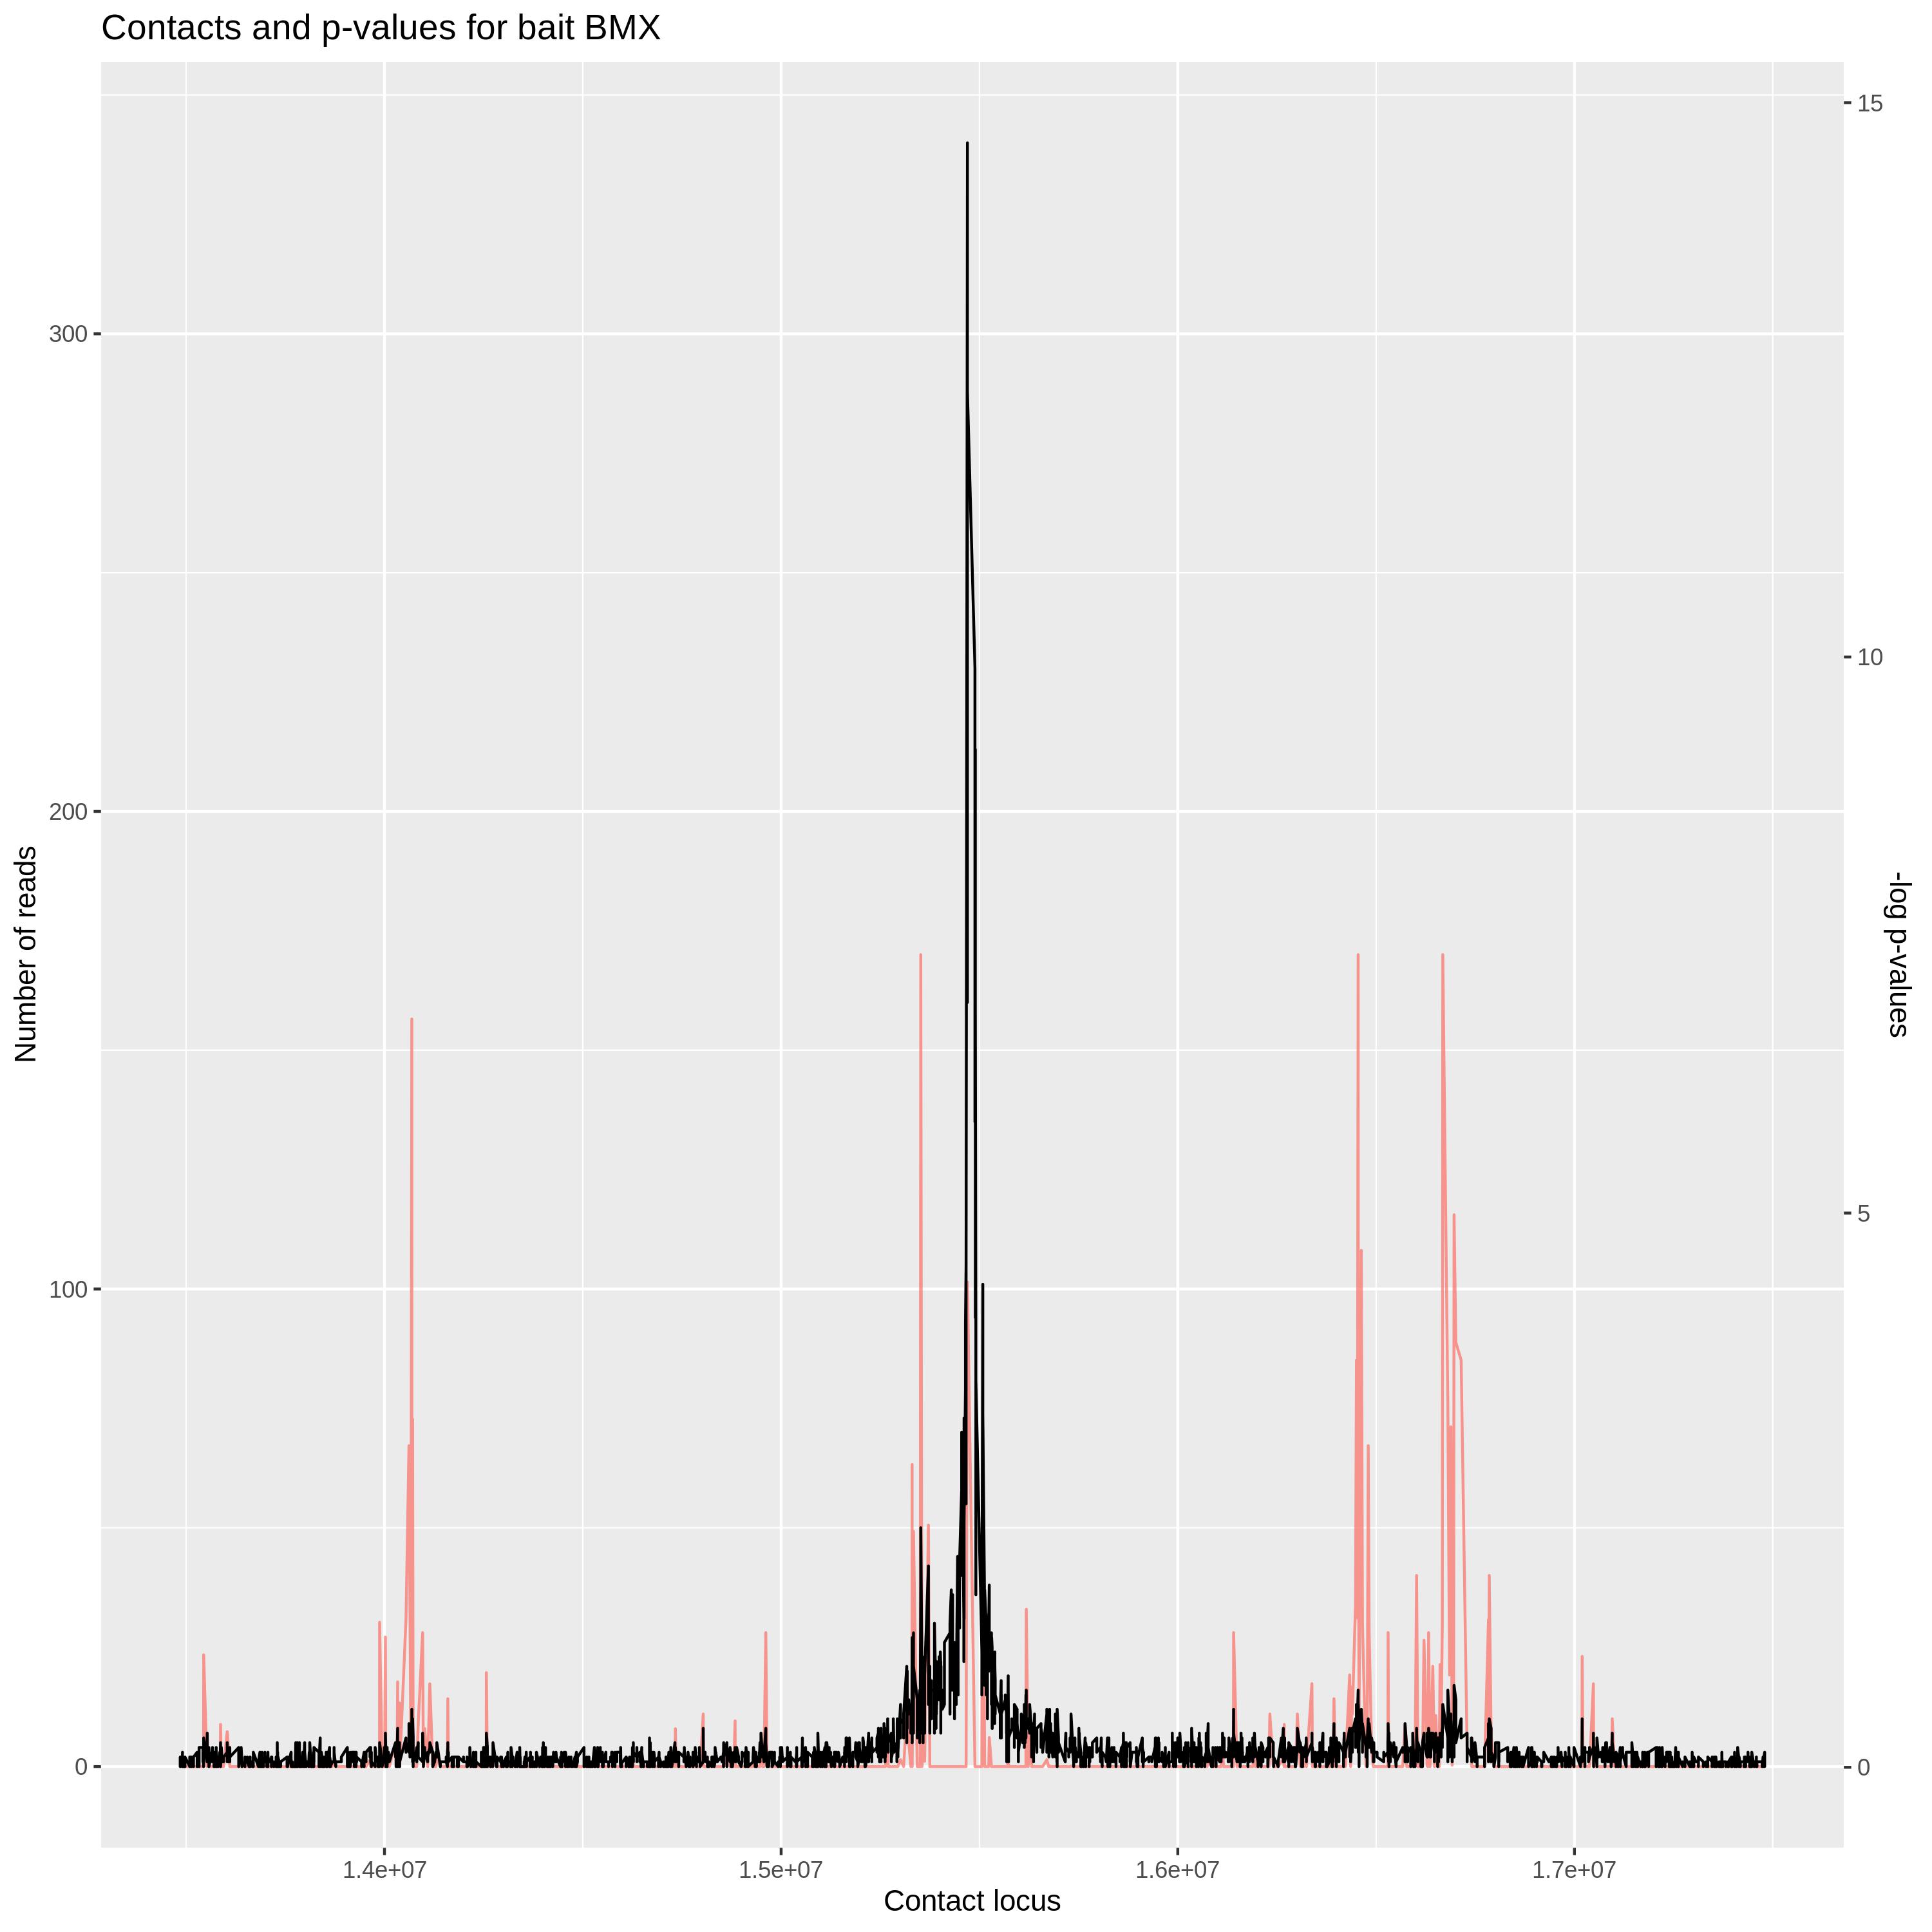 Contacts and p-values for bait BMX
15
300
10
200
Number of reads
-log p-values
5
100
0
0
1.4e+07
1.5e+07
1.6e+07
1.7e+07
Contact locus